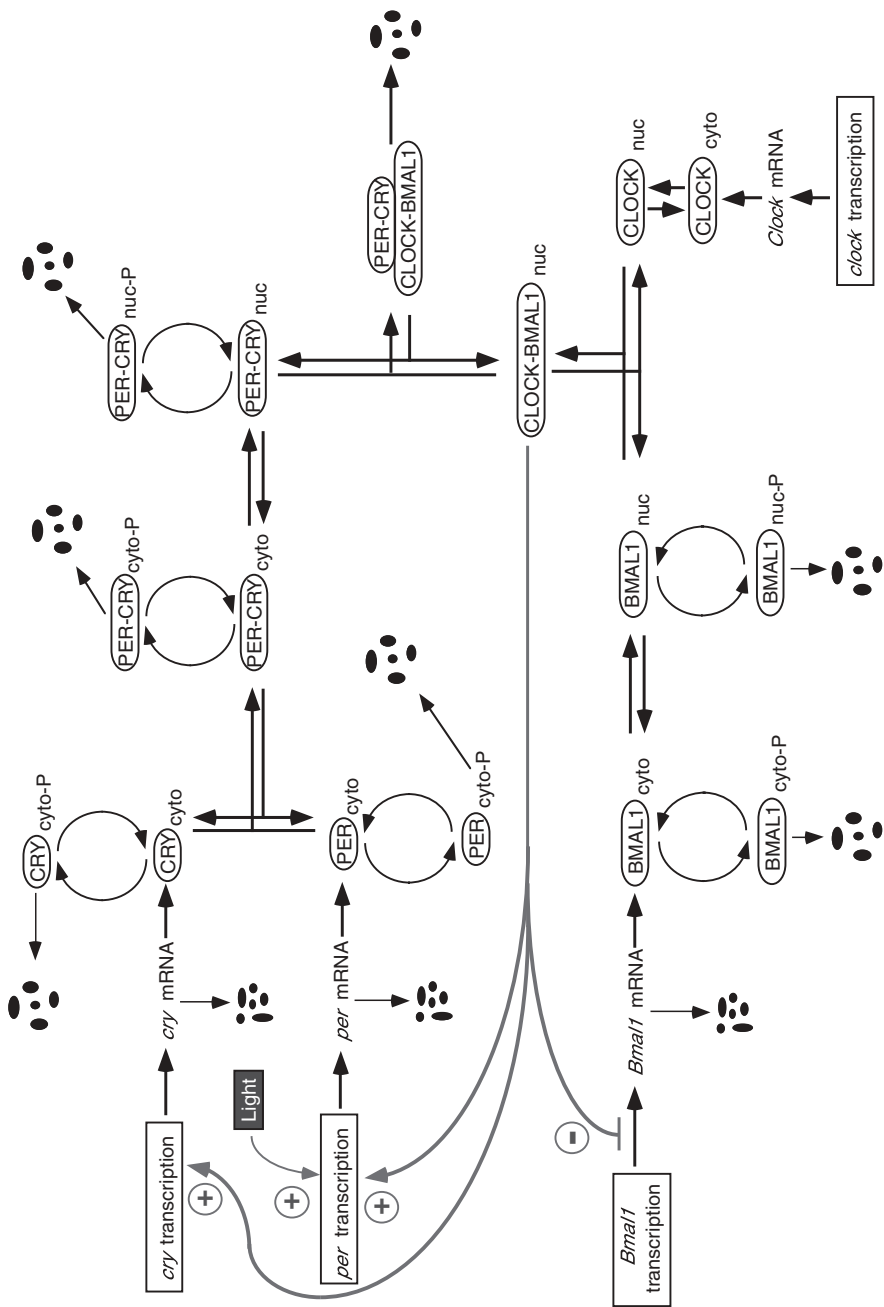 cry transcription
+
cry mRNA
CRY
cyto
CRY
cyto-P
Light
+
per transcription
+
per mRNA
PER
cyto
PER
cyto-P
PER-CRY
cyto-P
PER-CRY
cyto
PER-CRY
nuc-P
PER-CRY
nuc
PER-CRY
CLOCK-BMAL1
CLOCK-BMAL1
nuc
-
Bmal1
transcription
Bmal1 mRNA
BMAL1
cyto
BMAL1
cyto-P
BMAL1
nuc
BMAL1
nuc-P
CLOCK
nuc
CLOCK
cyto
Clock mRNA
clock transcription